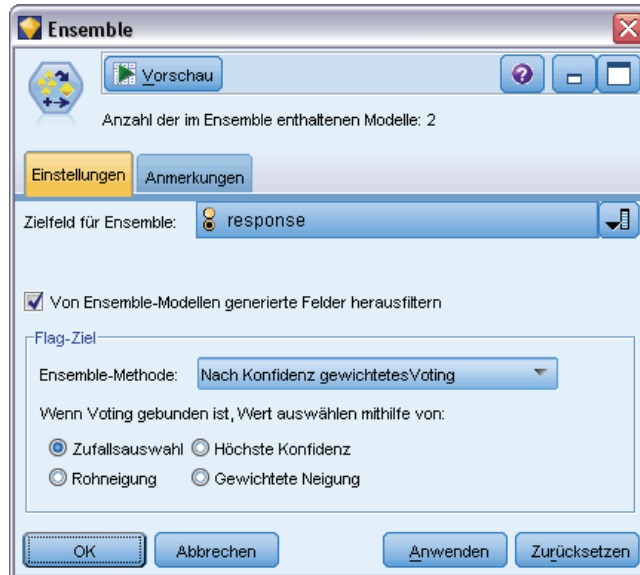 Ensemble
Vorschau
?
Anzahl der im Ensemble enthaltenen Modelle: 2
Einstellungen Anmerkungen
Zielfeld für Ensemble: response
Von Ensemble-Modellen generierte Felder herausfiltern
Flag-Ziel
Ensemble-Methode: Nach Konfidenz gewichtetesVoting
Wenn Voting gebunden ist, Wert auswählen mithilfe von:
Zufallsauswahl Höchste Konfidenz
Rohneigung Gewichtete Neigung
OK Abbrechen Anwenden Zurücksetzen